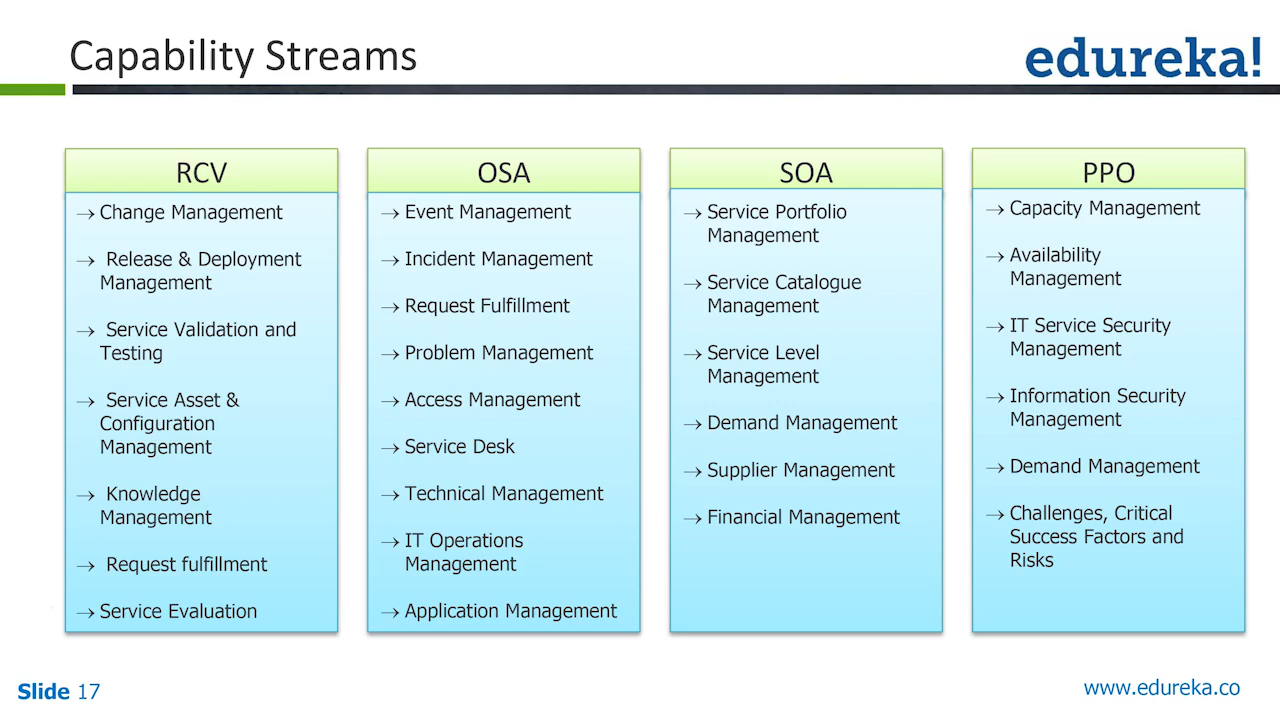 Capability Streams
edureka!
RCV
→ Change Management
→ Release & Deployment
Management
→ Service Validation and
Testing
→ Service Asset &
Configuration
Management
→ Knowledge
Management
→ Request fulfillment
→ Service Evaluation
OSA
→ Event Management
→ Incident Management
→ Request Fulfillment
→ Problem Management
→ Access Management
→ Service Desk
→ Technical Management
→ IT Operations
Management
→ Application Management
SOA
→ Service Portfolio
Management
→ Service Catalogue
Management
→ Service Level
Management
→ Demand Management
→ Supplier Management
→ Financial Management
PPO
→ Capacity Management
→ Availability
Management
→ IT Service Security
Management
→ Information Security
Management
→ Demand Management
→ Challenges, Critical
Success Factors and
Risks
Slide 17
www.edureka.co